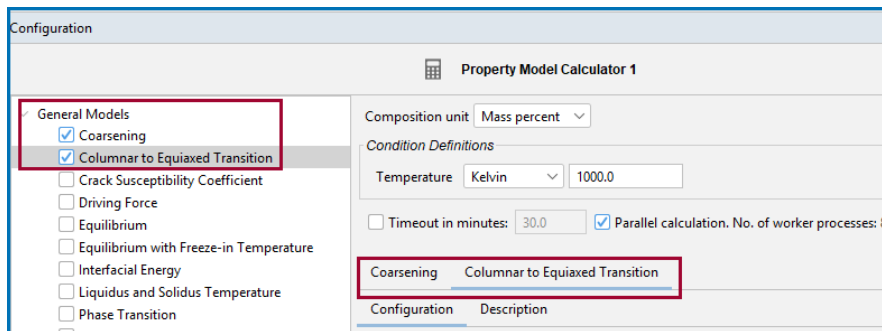 Configuration
Property Model Calculator 1
General Models
Coarsening
Columnar to Equiaxed Transition
Crack Susceptibility Coefficient
Driving Force
Equilibrium
Equilibrium with Freeze-in Temperature
Interfacial Energy
Liquidus and Solidus Temperature
Phase Transition
Composition unit Mass percent
Condition Definitions
Temperature Kelvin 1000.0
Timeout in minutes: 30.0 Parallel calculation. No. of worker processes:
Coarsening Columnar to Equiaxed Transition
Configuration Description